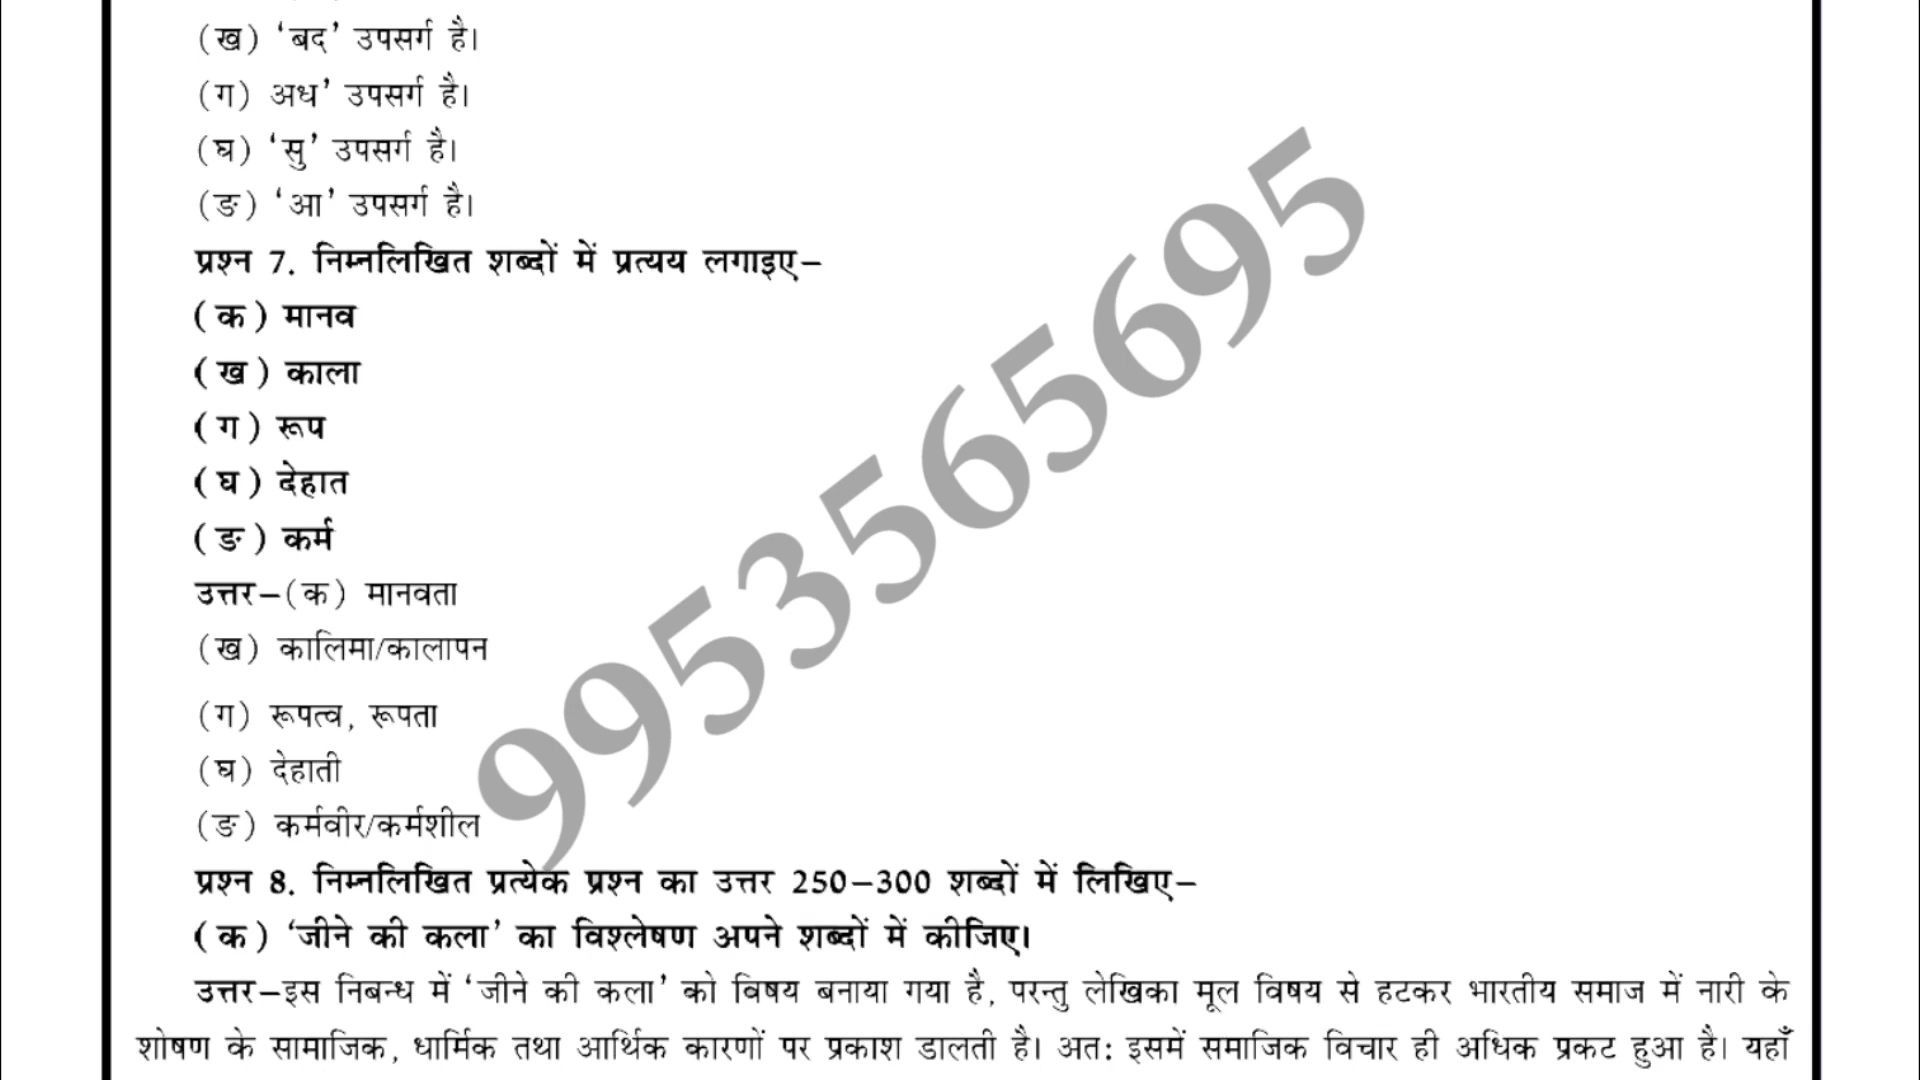 (ख) ‘बद’ उपसर्ग है।
(ग) अध’ उपसर्ग है।
(घ) ‘सु’ उपसर्ग है।
(ङ) ‘आ’ उपसर्ग है।
प्रश्न 7. निम्नलिखित शब्दों में प्रत्यय लगाइए–
(क) मानव
(ख) काला
(ग) रूप
(घ) देहात
(ङ) कर्म
उत्तर–(क) मानवता
(ख) कालिमा/कालापन
(ग) रूपत्व, रूपता
(घ) देहाती
(ङ) कर्मवीर/कर्मशील
प्रश्न 8. निम्नलिखित प्रत्येक प्रश्न का उत्तर 250–300 शब्दों में लिखिए–
(क) ‘जीने की कला’ का विश्लेषण अपने शब्दों में कीजिए।
उत्तर–इस निबन्ध में ‘जीने की कला’ को विषय बनाया गया है, परन्तु लेखिका मूल विषय से हटकर भारतीय समाज में नारी के
शोषण के सामाजिक, धार्मिक तथा आर्थिक कारणों पर प्रकाश डालती है। अत: इसमें समाजिक विचार ही अधिक प्रकट हुआ है। यहाँ
9953565695